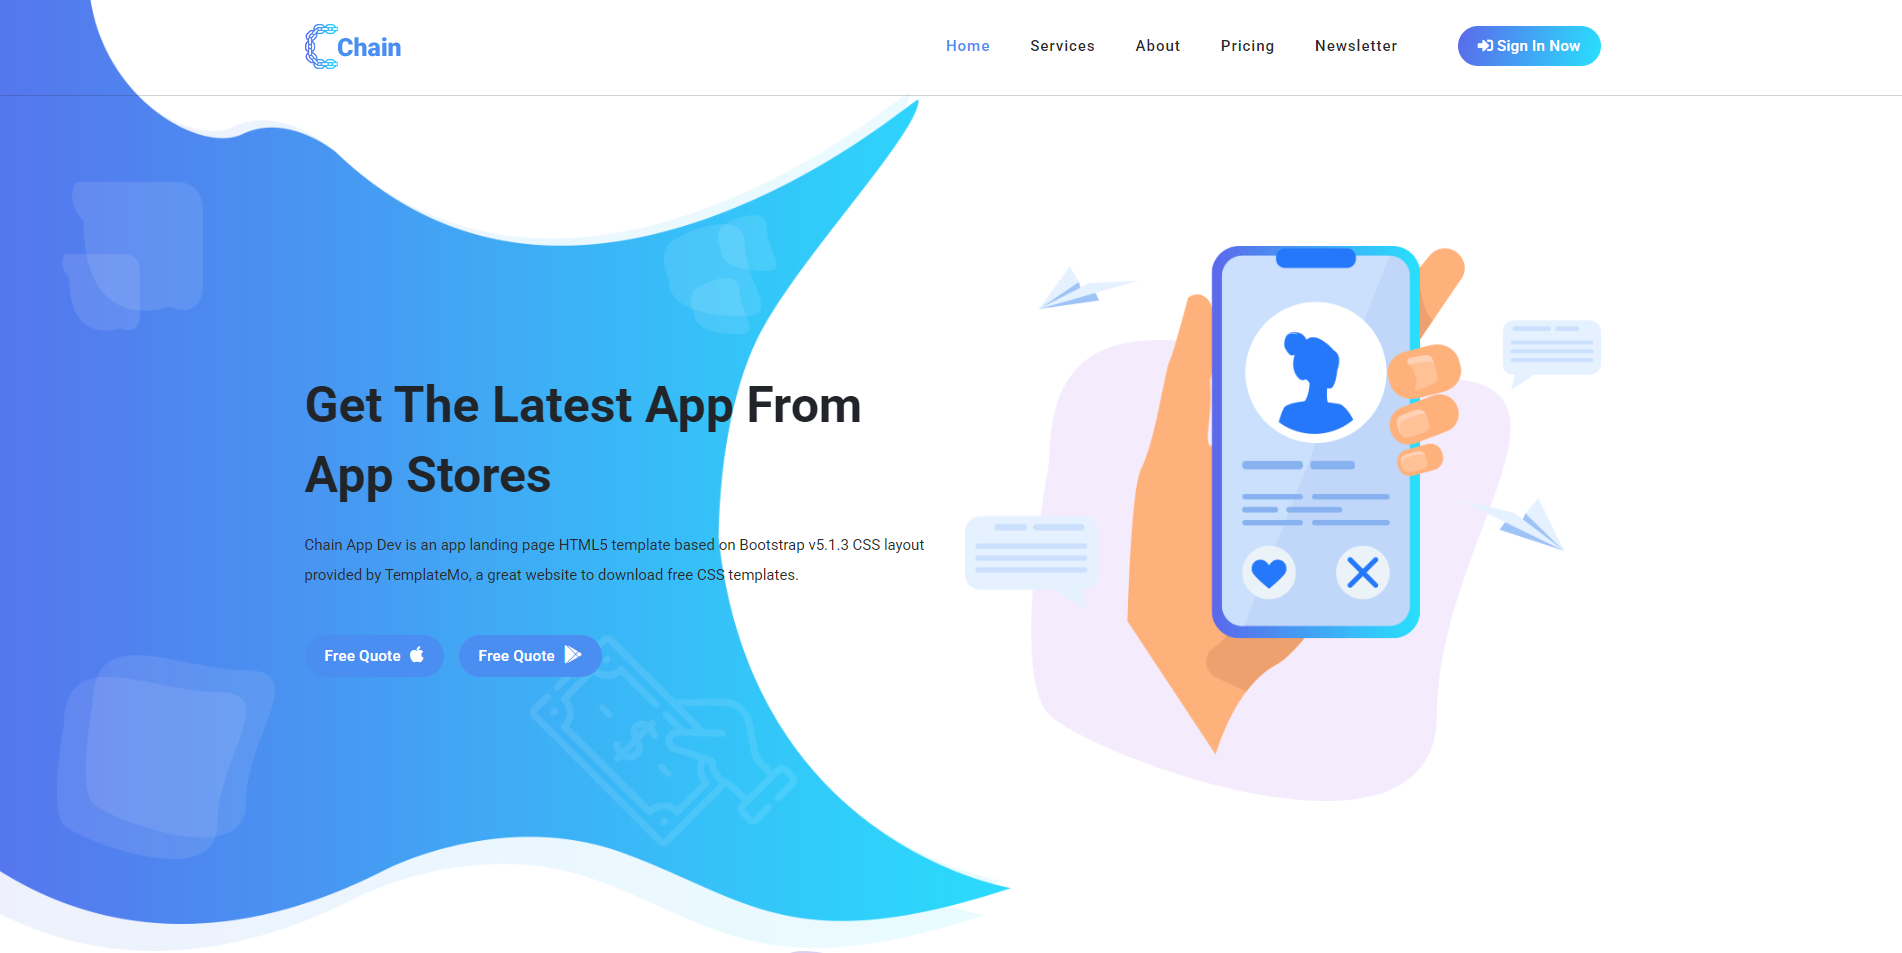 Chain
Home Services About Pricing Newsletter Sign In Now
Get The Latest App From
App Stores
Chain App Dev is an app landing page HTML5 template based on Bootstrap v5.1.3 CSS layout
provided by TemplateMo, a great website to download free CSS templates.
Free Quote Free Quote